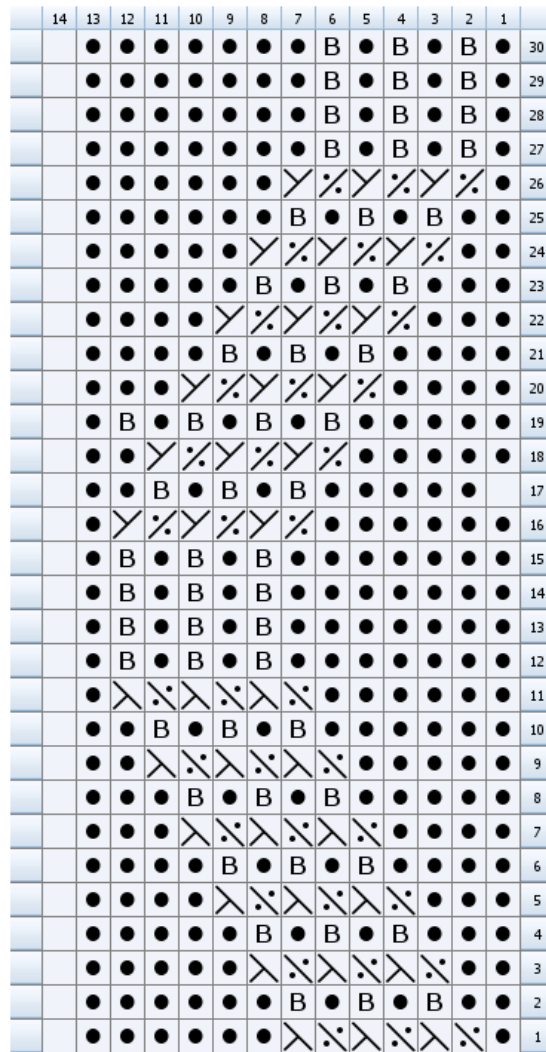 14 13 12 11 10 9 8 7 6 5 4 3 2 1
B B B 30
B B B 29
B B B 28
B B B 27
26
B B B 25
24
B B B 23
22
B B B 21
20
B B B B 19
18
B B B 17
16
B B B 15
B B B 14
B B B 13
B B B 12
11
B B B 10
9
B B B 8
7
B B B 6
5
B B B 4
3
B B B 2
1